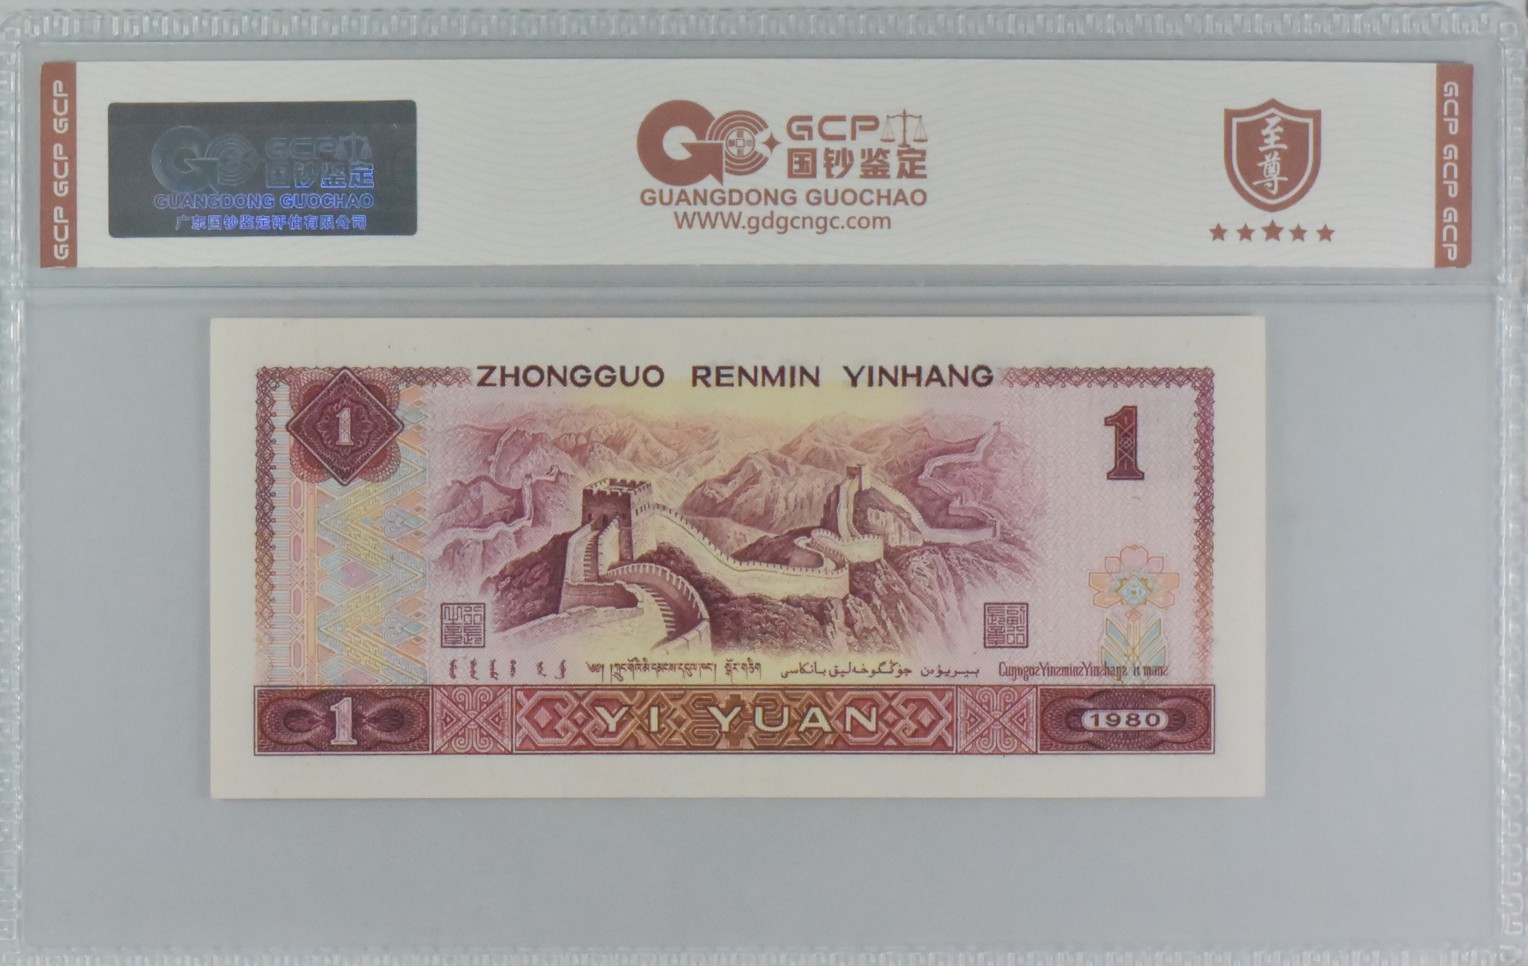 GCP GCP GCP
GCP
国钞鉴定
GUANGDONG GUOCHAO
广东国钞鉴定评估有限公司
GCP
国钞鉴定
GUANGDONG GUOCHAO
WWW.gdgcngc.com
至尊
GCP GCP GCP
ZHONGGUO RENMIN YINHANG
1
1
1
YI YUAN
1980